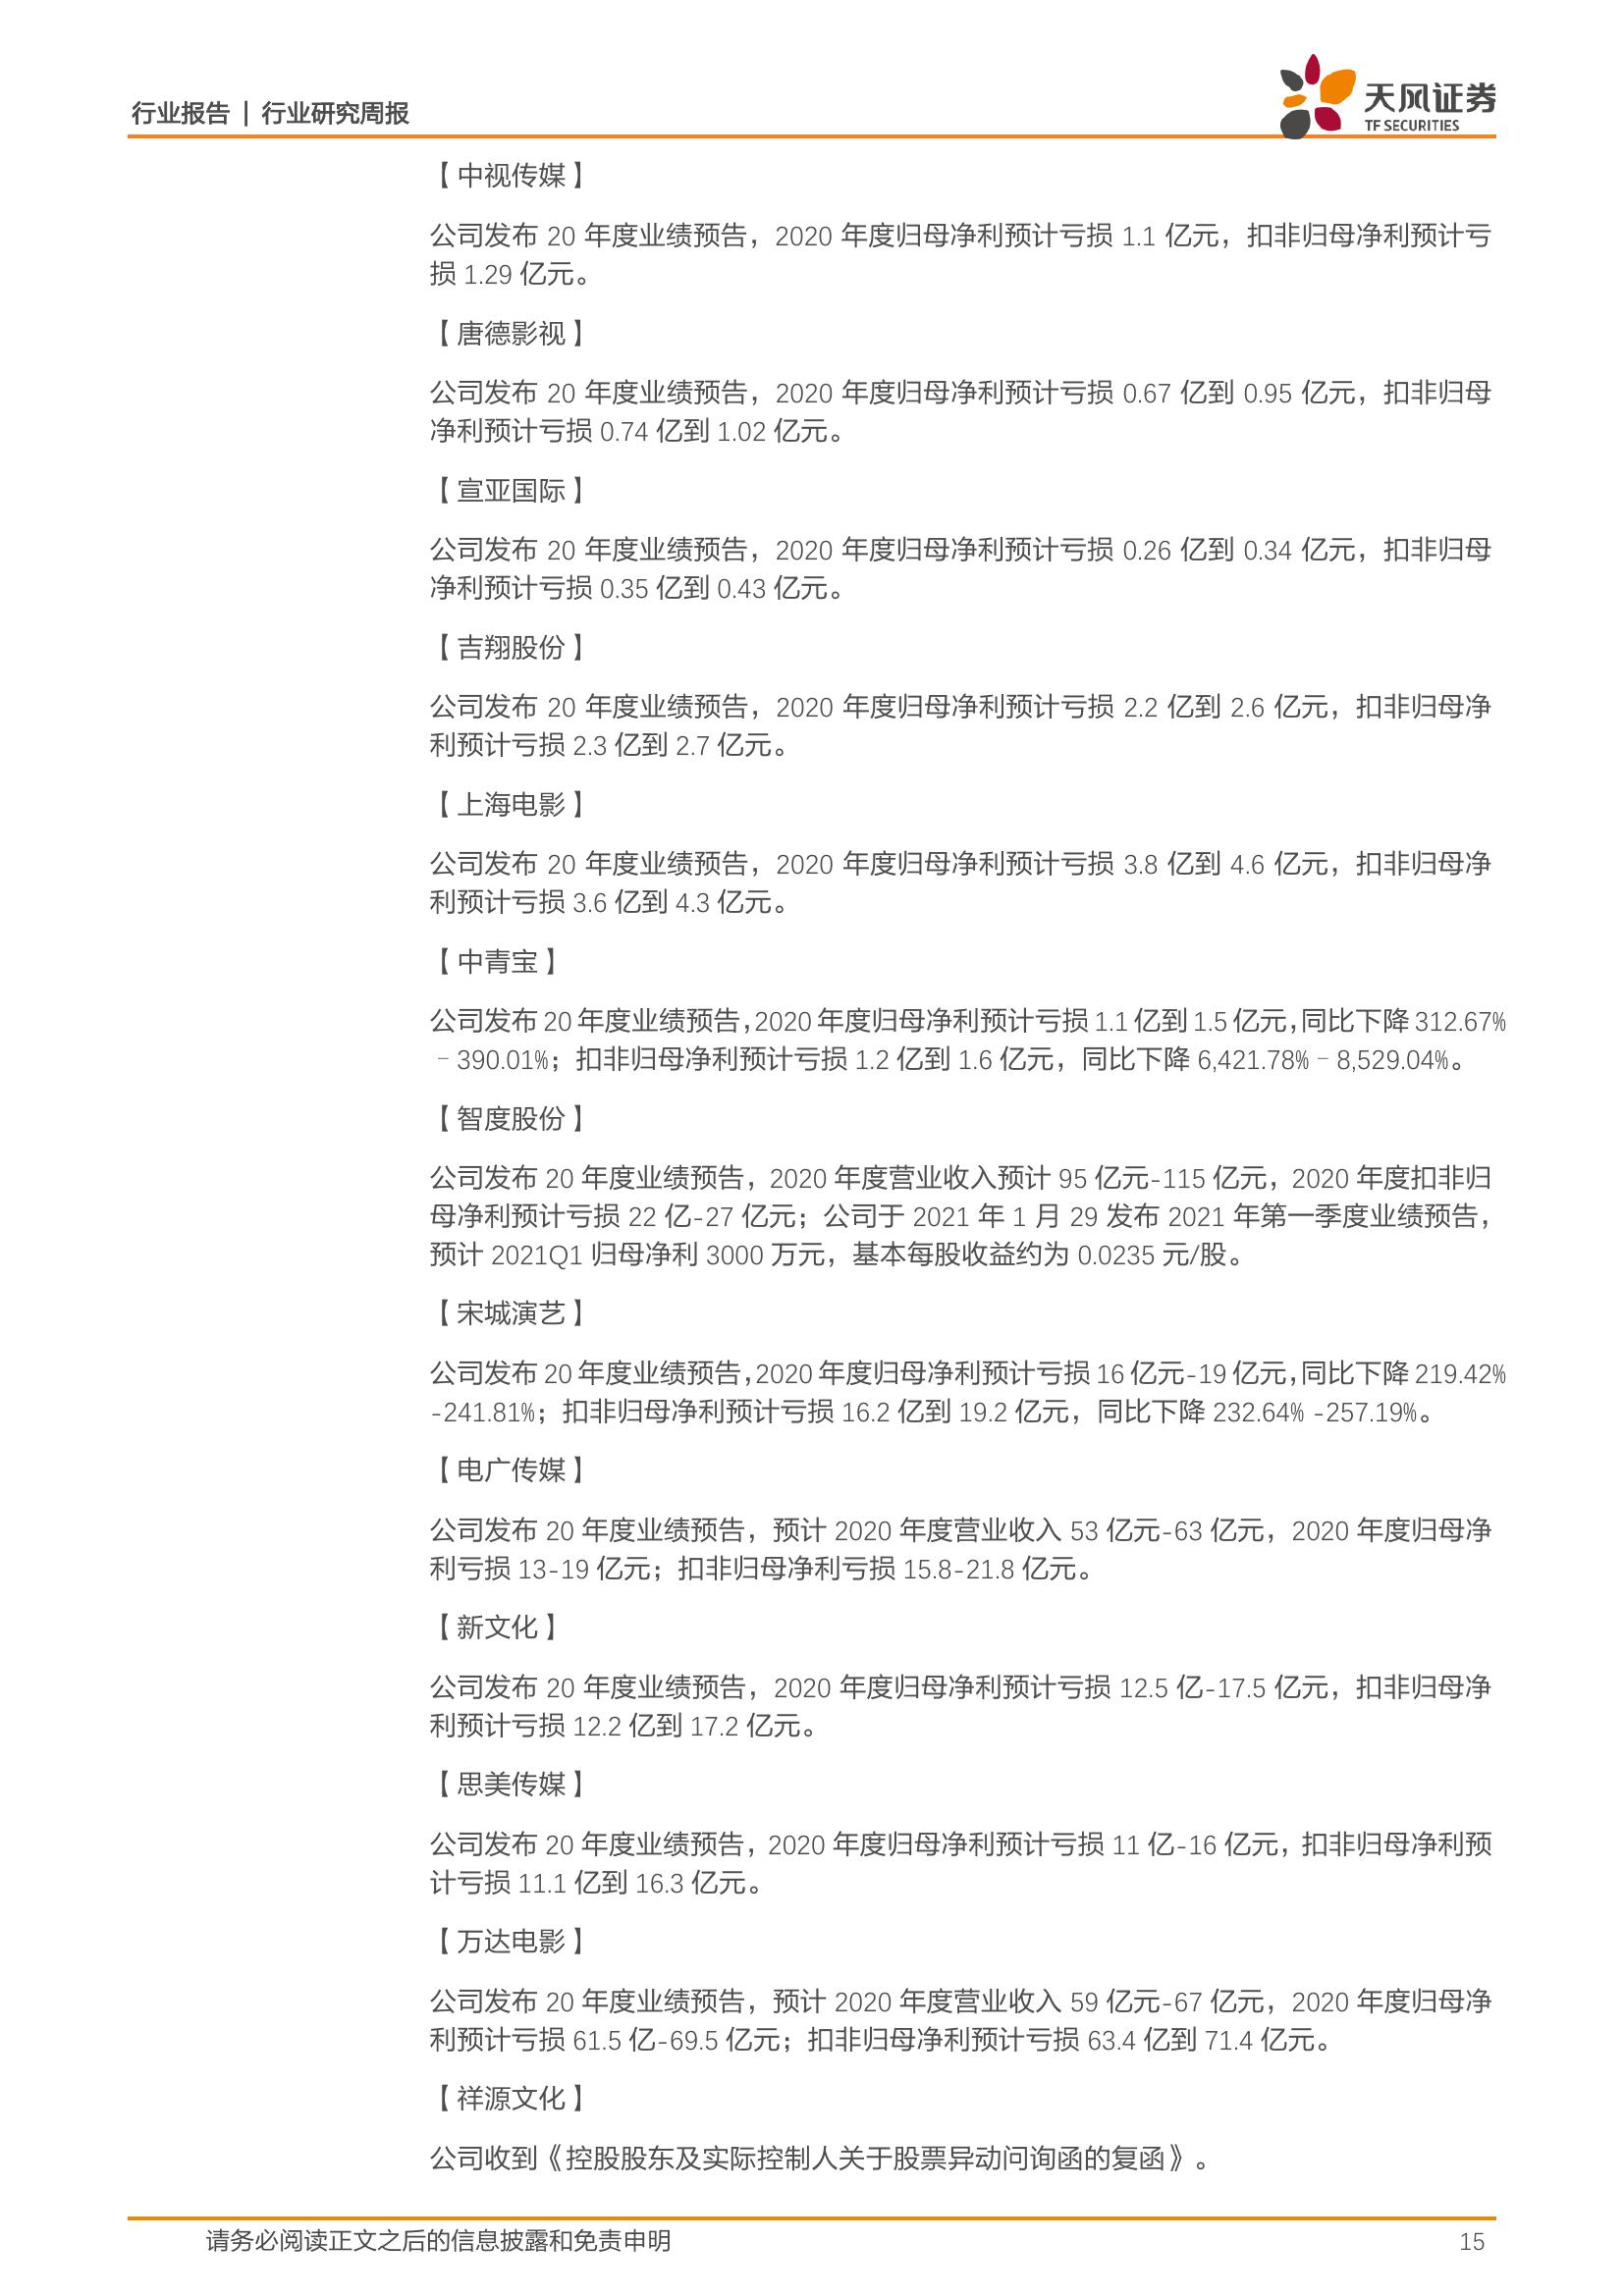 行业报告 | 行业研究周报
天风证券
TF SECURITIES
【中视传媒】
公司发布 20 年度业绩预告，2020 年度归母净利预计亏损 1.1 亿元，扣非归母净利预计亏
损 1.29 亿元。
【唐德影视】
公司发布 20 年度业绩预告，2020 年度归母净利预计亏损 0.67 亿到 0.95 亿元，扣非归母
净利预计亏损 0.74 亿到 1.02 亿元。
【宣亚国际】
公司发布 20 年度业绩预告，2020 年度归母净利预计亏损 0.26 亿到 0.34 亿元，扣非归母
净利预计亏损 0.35 亿到 0.43 亿元。
【吉翔股份】
公司发布 20 年度业绩预告，2020 年度归母净利预计亏损 2.2 亿到 2.6 亿元，扣非归母净
利预计亏损 2.3 亿到 2.7 亿元。
【上海电影】
公司发布 20 年度业绩预告，2020 年度归母净利预计亏损 3.8 亿到 4.6 亿元，扣非归母净
利预计亏损 3.6 亿到 4.3 亿元。
【中青宝】
公司发布 20 年度业绩预告，2020 年度归母净利预计亏损 1.1 亿到 1.5 亿元，同比下降 312.67%
– 390.01%；扣非归母净利预计亏损 1.2 亿到 1.6 亿元，同比下降 6,421.78% – 8,529.04%。
【智度股份】
公司发布 20 年度业绩预告，2020 年度营业收入预计 95 亿元-115 亿元，2020 年度扣非归
母净利预计亏损 22 亿-27 亿元；公司于 2021 年 1 月 29 发布 2021 年第一季度业绩预告，
预计 2021Q1 归母净利 3000 万元，基本每股收益约为 0.0235 元/股。
【宋城演艺】
公司发布 20 年度业绩预告，2020 年度归母净利预计亏损 16 亿元-19 亿元，同比下降 219.42%
-241.81%；扣非归母净利预计亏损 16.2 亿到 19.2 亿元，同比下降 232.64% -257.19%。
【电广传媒】
公司发布 20 年度业绩预告，预计 2020 年度营业收入 53 亿元-63 亿元，2020 年度归母净
利亏损 13-19 亿元；扣非归母净利亏损 15.8-21.8 亿元。
【新文化】
公司发布 20 年度业绩预告，2020 年度归母净利预计亏损 12.5 亿-17.5 亿元，扣非归母净
利预计亏损 12.2 亿到 17.2 亿元。
【思美传媒】
公司发布 20 年度业绩预告，2020 年度归母净利预计亏损 11 亿-16 亿元，扣非归母净利预
计亏损 11.1 亿到 16.3 亿元。
【万达电影】
公司发布 20 年度业绩预告，预计 2020 年度营业收入 59 亿元-67 亿元，2020 年度归母净
利预计亏损 61.5 亿-69.5 亿元；扣非归母净利预计亏损 63.4 亿到 71.4 亿元。
【祥源文化】
公司收到《控股股东及实际控制人关于股票异动问询函的复函》。
请务必阅读正文之后的信息披露和免责申明
15